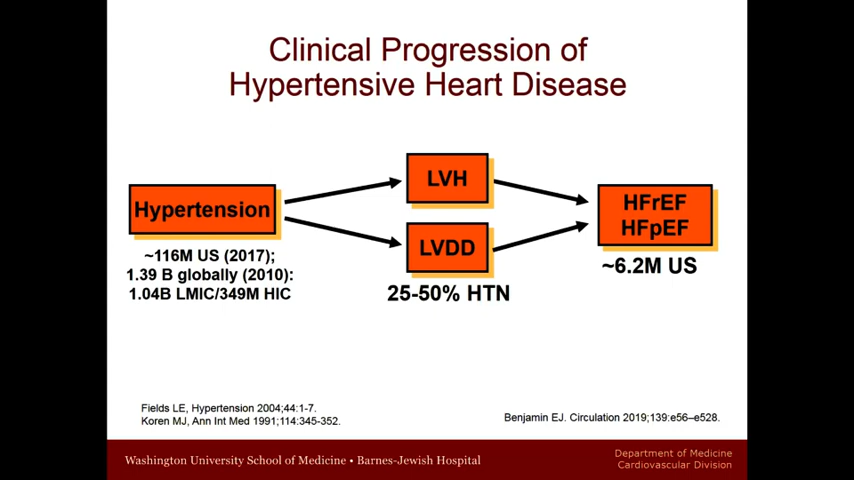 Clinical Progression of
Hypertensive Heart Disease
Hypertension
~116M US (2017);
1.39 B globally (2010):
1.04B LMIC/349M HIC
LVH
LVDD
25-50% HTN
HFrEF
HFpEF
~6.2M US
Fields LE, Hypertension 2004;44:1-7.
Koren MJ, Ann Int Med 1991;114:345-352.
Benjamin EJ. Circulation 2019;139:e56–e528.
Washington University School of Medicine • Barnes-Jewish Hospital
Department of Medicine
Cardiovascular Division